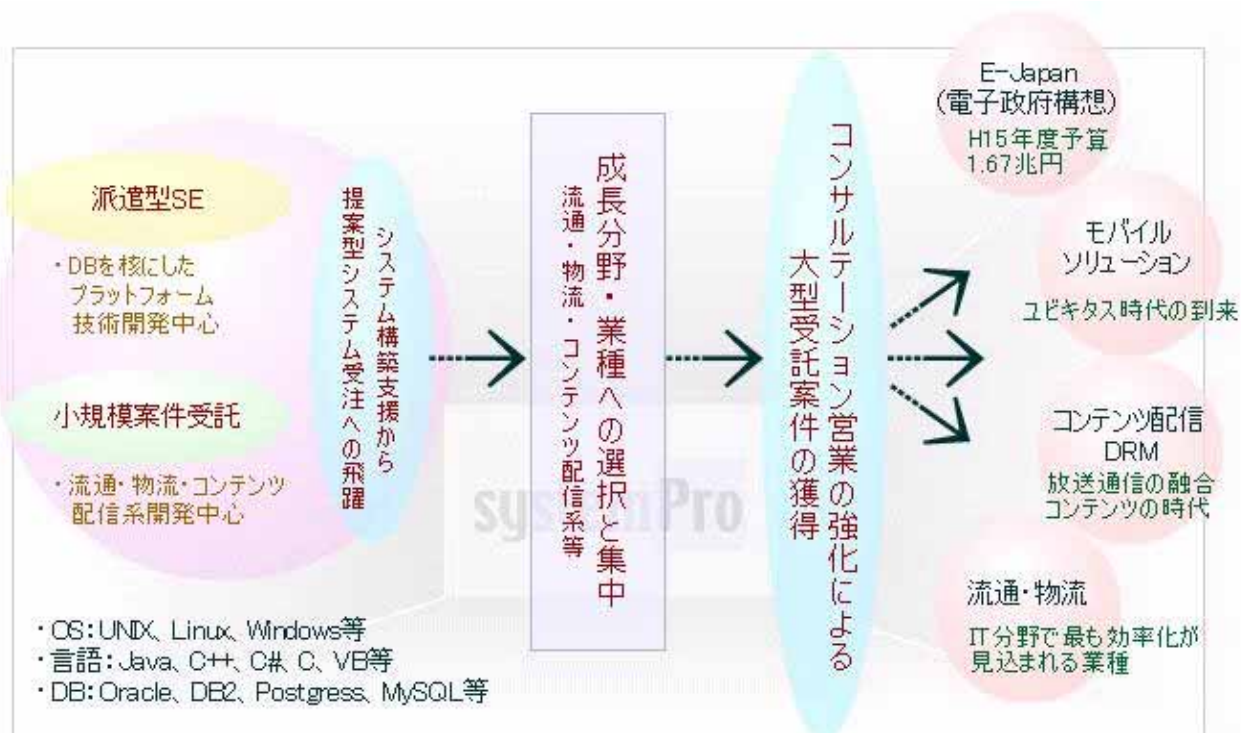 派遣型SE
・DBを核にした
プラットフォーム
技術開発中心
小規模案件受託
・流通・物流・コンテンツ
配信系開発中心
システム構築支援から
提案型システム受注への飛躍
成長分野・業種への選択と集中
流通・物流・コンテンツ配信系等
コンサルテーション営業の強化による
大型受託案件の獲得
E-Japan
(電子政府構想)
H15年度予算
1.67兆円
モバイル
ソリューション
ユビキタス時代の到来
コンテンツ配信
DRM
放送通信の融合
コンテンツの時代
流通・物流
IT分野で最も効率化が
見込まれる業種
systemPro
・OS:UNIX、Linux、Windows等
・言語:Java、C++、C#、C、VB等
・DB:Oracle、DB2、Postgress、MySQL等